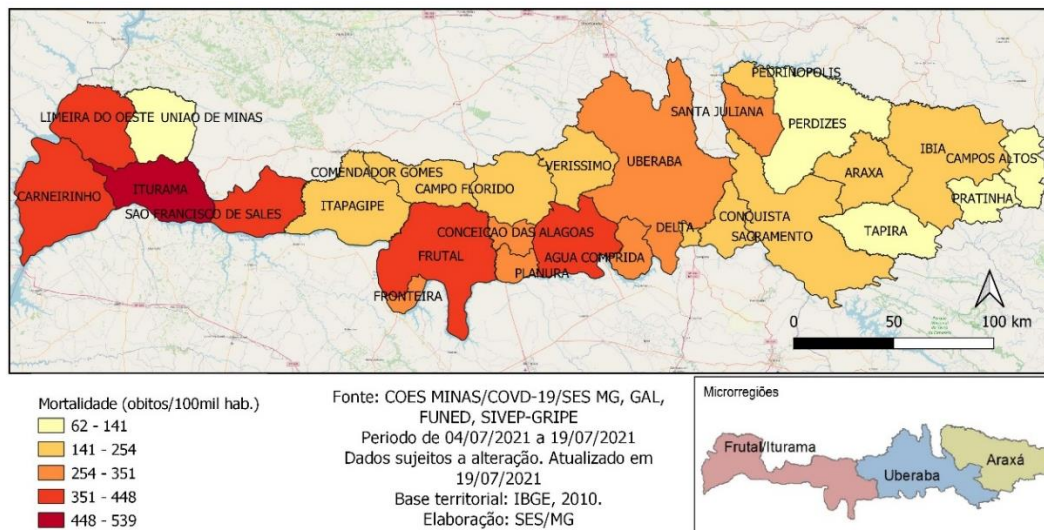 PEDRINOPOLIS
LIMEIRA DO OESTE
UNIAO DE MINAS
SANTA JULIANA
PERDIZES
IBIA
CAMPOS ALTOS
COMENDADOR GOMES
VERISSIMO
UBERABA
ARAXA
CARNEIRINHO
ITURAMA
CAMPO FLORIDO
PRATINHA
ITAPAGIPE
SAO FRANCISCO DE SALES
CONCEICAO DAS ALAGOAS
DELTA
CONQUISTA
SACRAMENTO
TAPIRA
FRUTAL
AGUA COMPRIDA
PLANURA
FRONTEIRA
0 50 100 km
Mortalidade (obitos/100mil hab.)
62 - 141
141 - 254
254 - 351
351 - 448
448 - 539
Fonte: COES MINAS/COVD-19/SES MG, GAL,
FUNED, SIVEP-GRIPE
Periodo de 04/07/2021 a 19/07/2021
Dados sujeitos a alteração. Atualizado em
19/07/2021
Base territorial: IBGE, 2010.
Elaboração: SES/MG
Microrregiões
Frutal/Iturama
Uberaba
Araxá